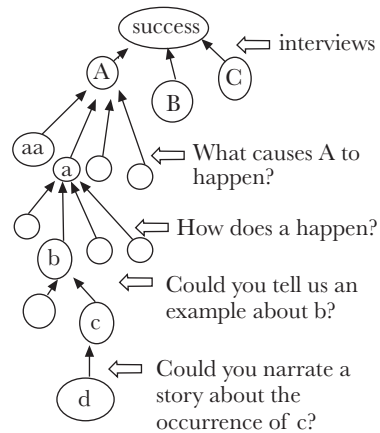 success
interviews
A
B
C
aa
a
What causes A to
happen?
How does a happen?
b
Could you tell us an
example about b?
c
Could you narrate a
story about the
occurrence of c?
d